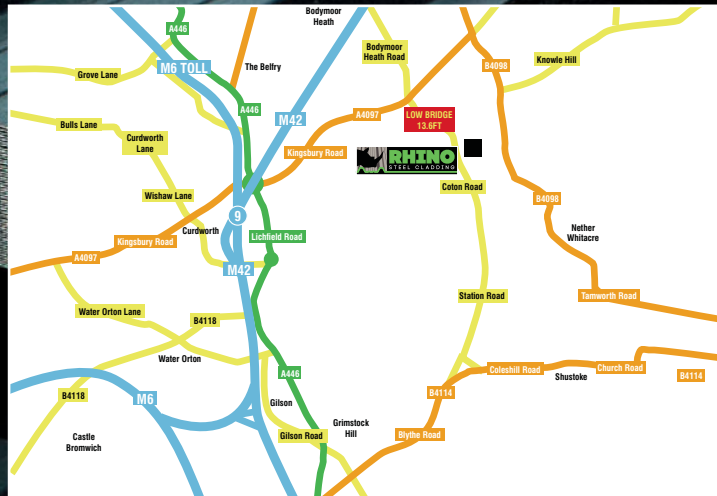 Bodymoor
Heath
A446
Bodymoor
Heath Road
Knowle Hill
The Belfry
M6 TOLL
B4098
Grove Lane
A446
A4097
LOW BRIDGE
13.6FT
M42
Bulls Lane
Curdworth
Lane
Kingsbury Road
RHINO
STEEL CLADDING
Coton Road
Wishaw Lane
B4098
9
Curdworth
Lichfield Road
Nether
Whitacre
Kingsbury Road
A4097
M42
Station Road
Tamworth Road
Water Orton Lane
B4118
Water Orton
Coleshill Road
Church Road
Shustoke
B4114
A446
B4118
M6
B4114
Gilson
Grimstock
Hill
Gilson Road
Blythe Road
Castle
Bromwich